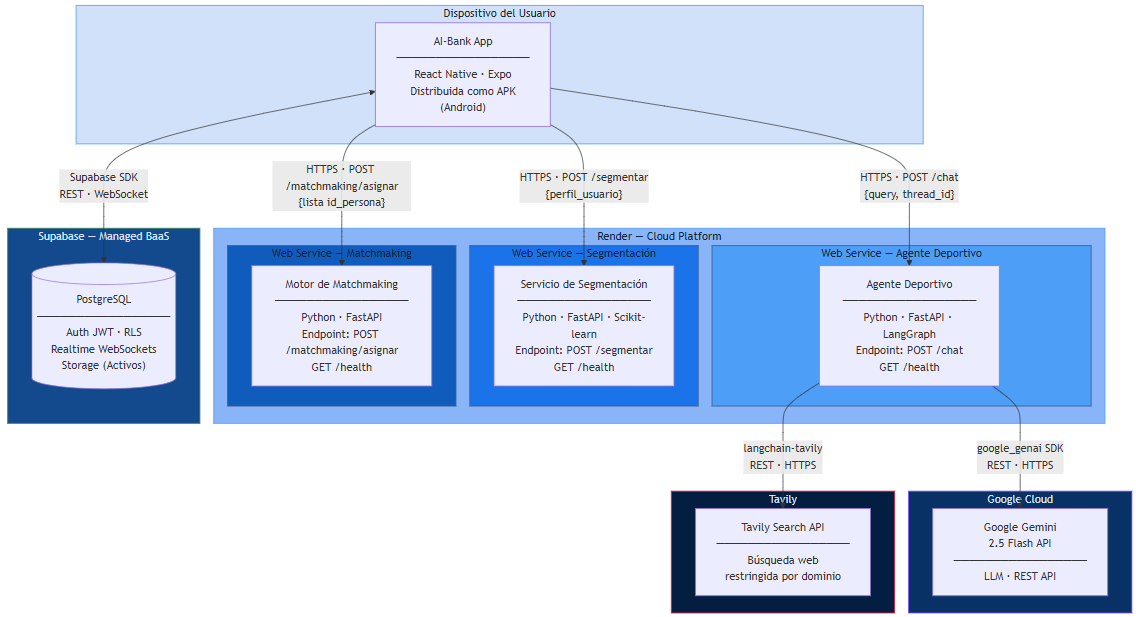 Dispositivo del Usuario
AI-Bank App
React Native · Expo
Distribuida como APK
(Android)
Supabase SDK
REST · WebSocket
HTTPS · POST
/matchmaking/asignar
{lista id_persona}
HTTPS · POST /segmentar
{perfil_usuario}
HTTPS · POST /chat
{query, thread_id}
Supabase — Managed BaaS
PostgreSQL
Auth JWT · RLS
Realtime WebSockets
Storage (Activos)
Render — Cloud Platform
Web Service — Matchmaking
Motor de Matchmaking
Python · FastAPI
Endpoint: POST
/matchmaking/asignar
GET /health
Web Service — Segmentación
Servicio de Segmentación
Python · FastAPI · Scikit-
learn
Endpoint: POST /segmentar
GET /health
Web Service — Agente Deportivo
Agente Deportivo
Python · FastAPI ·
LangGraph
Endpoint: POST /chat
GET /health
langchain-tavily
REST · HTTPS
google_genai SDK
REST · HTTPS
Tavily
Tavily Search API
Búsqueda web
restringida por dominio
Google Cloud
Google Gemini
2.5 Flash API
LLM · REST API